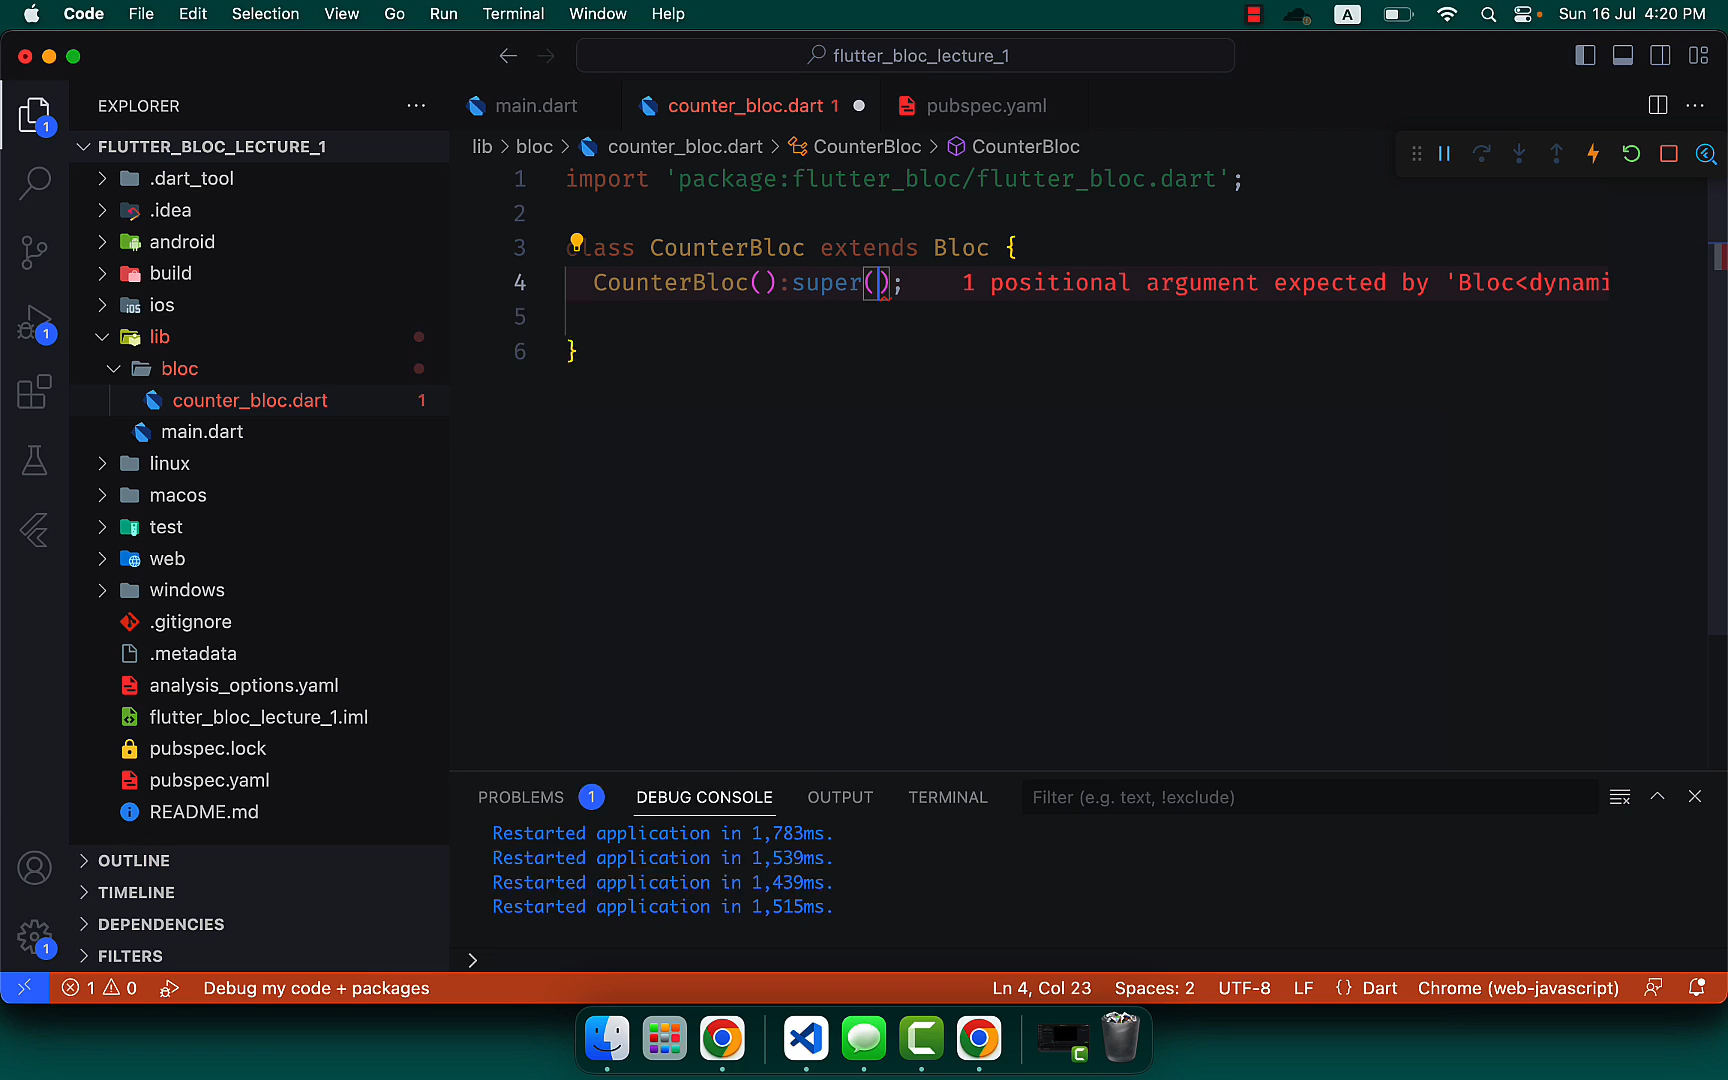 Code File Edit Selection View Go Run Terminal Window Help A Sun 16 Jul 4:20 PM
flutter_bloc_lecture_1
EXPLORER
main.dart counter_bloc.dart 1 pubspec.yaml
1
FLUTTER_BLOC_LECTURE_1
lib bloc counter_bloc.dart CounterBloc CounterBloc
.dart_tool
.idea
android
build
ios
lib
bloc
counter_bloc.dart 1
main.dart
linux
macos
test
web
windows
.gitignore
.metadata
analysis_options.yaml
flutter_bloc_lecture_1.iml
pubspec.lock
pubspec.yaml
README.md
OUTLINE
TIMELINE
DEPENDENCIES
FILTERS
1
1
1 import 'package:flutter_bloc/flutter_bloc.dart';
2
3 class CounterBloc extends Bloc {
4 CounterBloc():super(); 1 positional argument expected by 'Bloc<dynami
5
6 }
PROBLEMS 1 DEBUG CONSOLE OUTPUT TERMINAL Filter (e.g. text, !exclude)
Restarted application in 1,783ms.
Restarted application in 1,539ms.
Restarted application in 1,439ms.
Restarted application in 1,515ms.
>
1 0 Debug my code + packages Ln 4, Col 23 Spaces: 2 UTF-8 LF {} Dart Chrome (web-javascript)